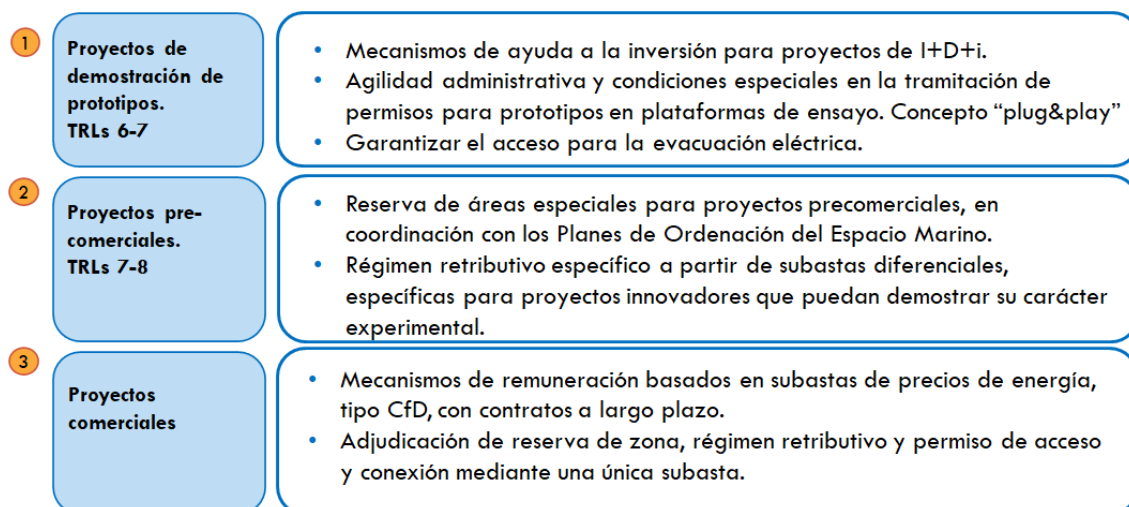 1
Proyectos de
demostración de
prototipos.
TRLs 6-7
• Mecanismos de ayuda a la inversión para proyectos de I+D+i.
• Agilidad administrativa y condiciones especiales en la tramitación de
permisos para prototipos en plataformas de ensayo. Concepto “plug&play”
• Garantizar el acceso para la evacuación eléctrica.
2
Proyectos pre-
comerciales.
TRLs 7-8
• Reserva de áreas especiales para proyectos precomerciales, en
coordinación con los Planes de Ordenación del Espacio Marino.
• Régimen retributivo específico a partir de subastas diferenciales,
específicas para proyectos innovadores que puedan demostrar su carácter
experimental.
3
Proyectos
comerciales
• Mecanismos de remuneración basados en subastas de precios de energía,
tipo CfD, con contratos a largo plazo.
• Adjudicación de reserva de zona, régimen retributivo y permiso de acceso
y conexión mediante una única subasta.